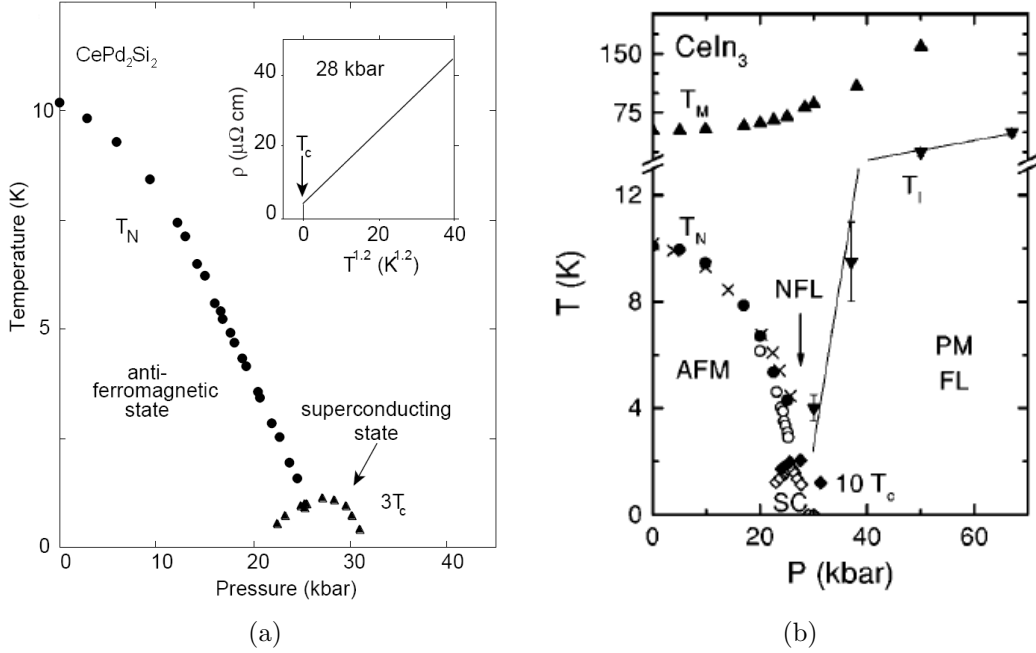 10
5
0
Temperature (K)
CePd2Si2
TN
anti-
ferromagnetic
state
superconducting
state
3Tc
0
10
20
30
40
Pressure (kbar)
40
20
0
ρ (μΩ cm)
28 kbar
Tc
0
20
40
T^1.2 (K^1.2)
(a)
150
75
12
8
4
0
T (K)
CeIn3
TM
TI
TN
NFL
AFM
PM
FL
10 Tc
SC
0
20
40
60
P (kbar)
(b)